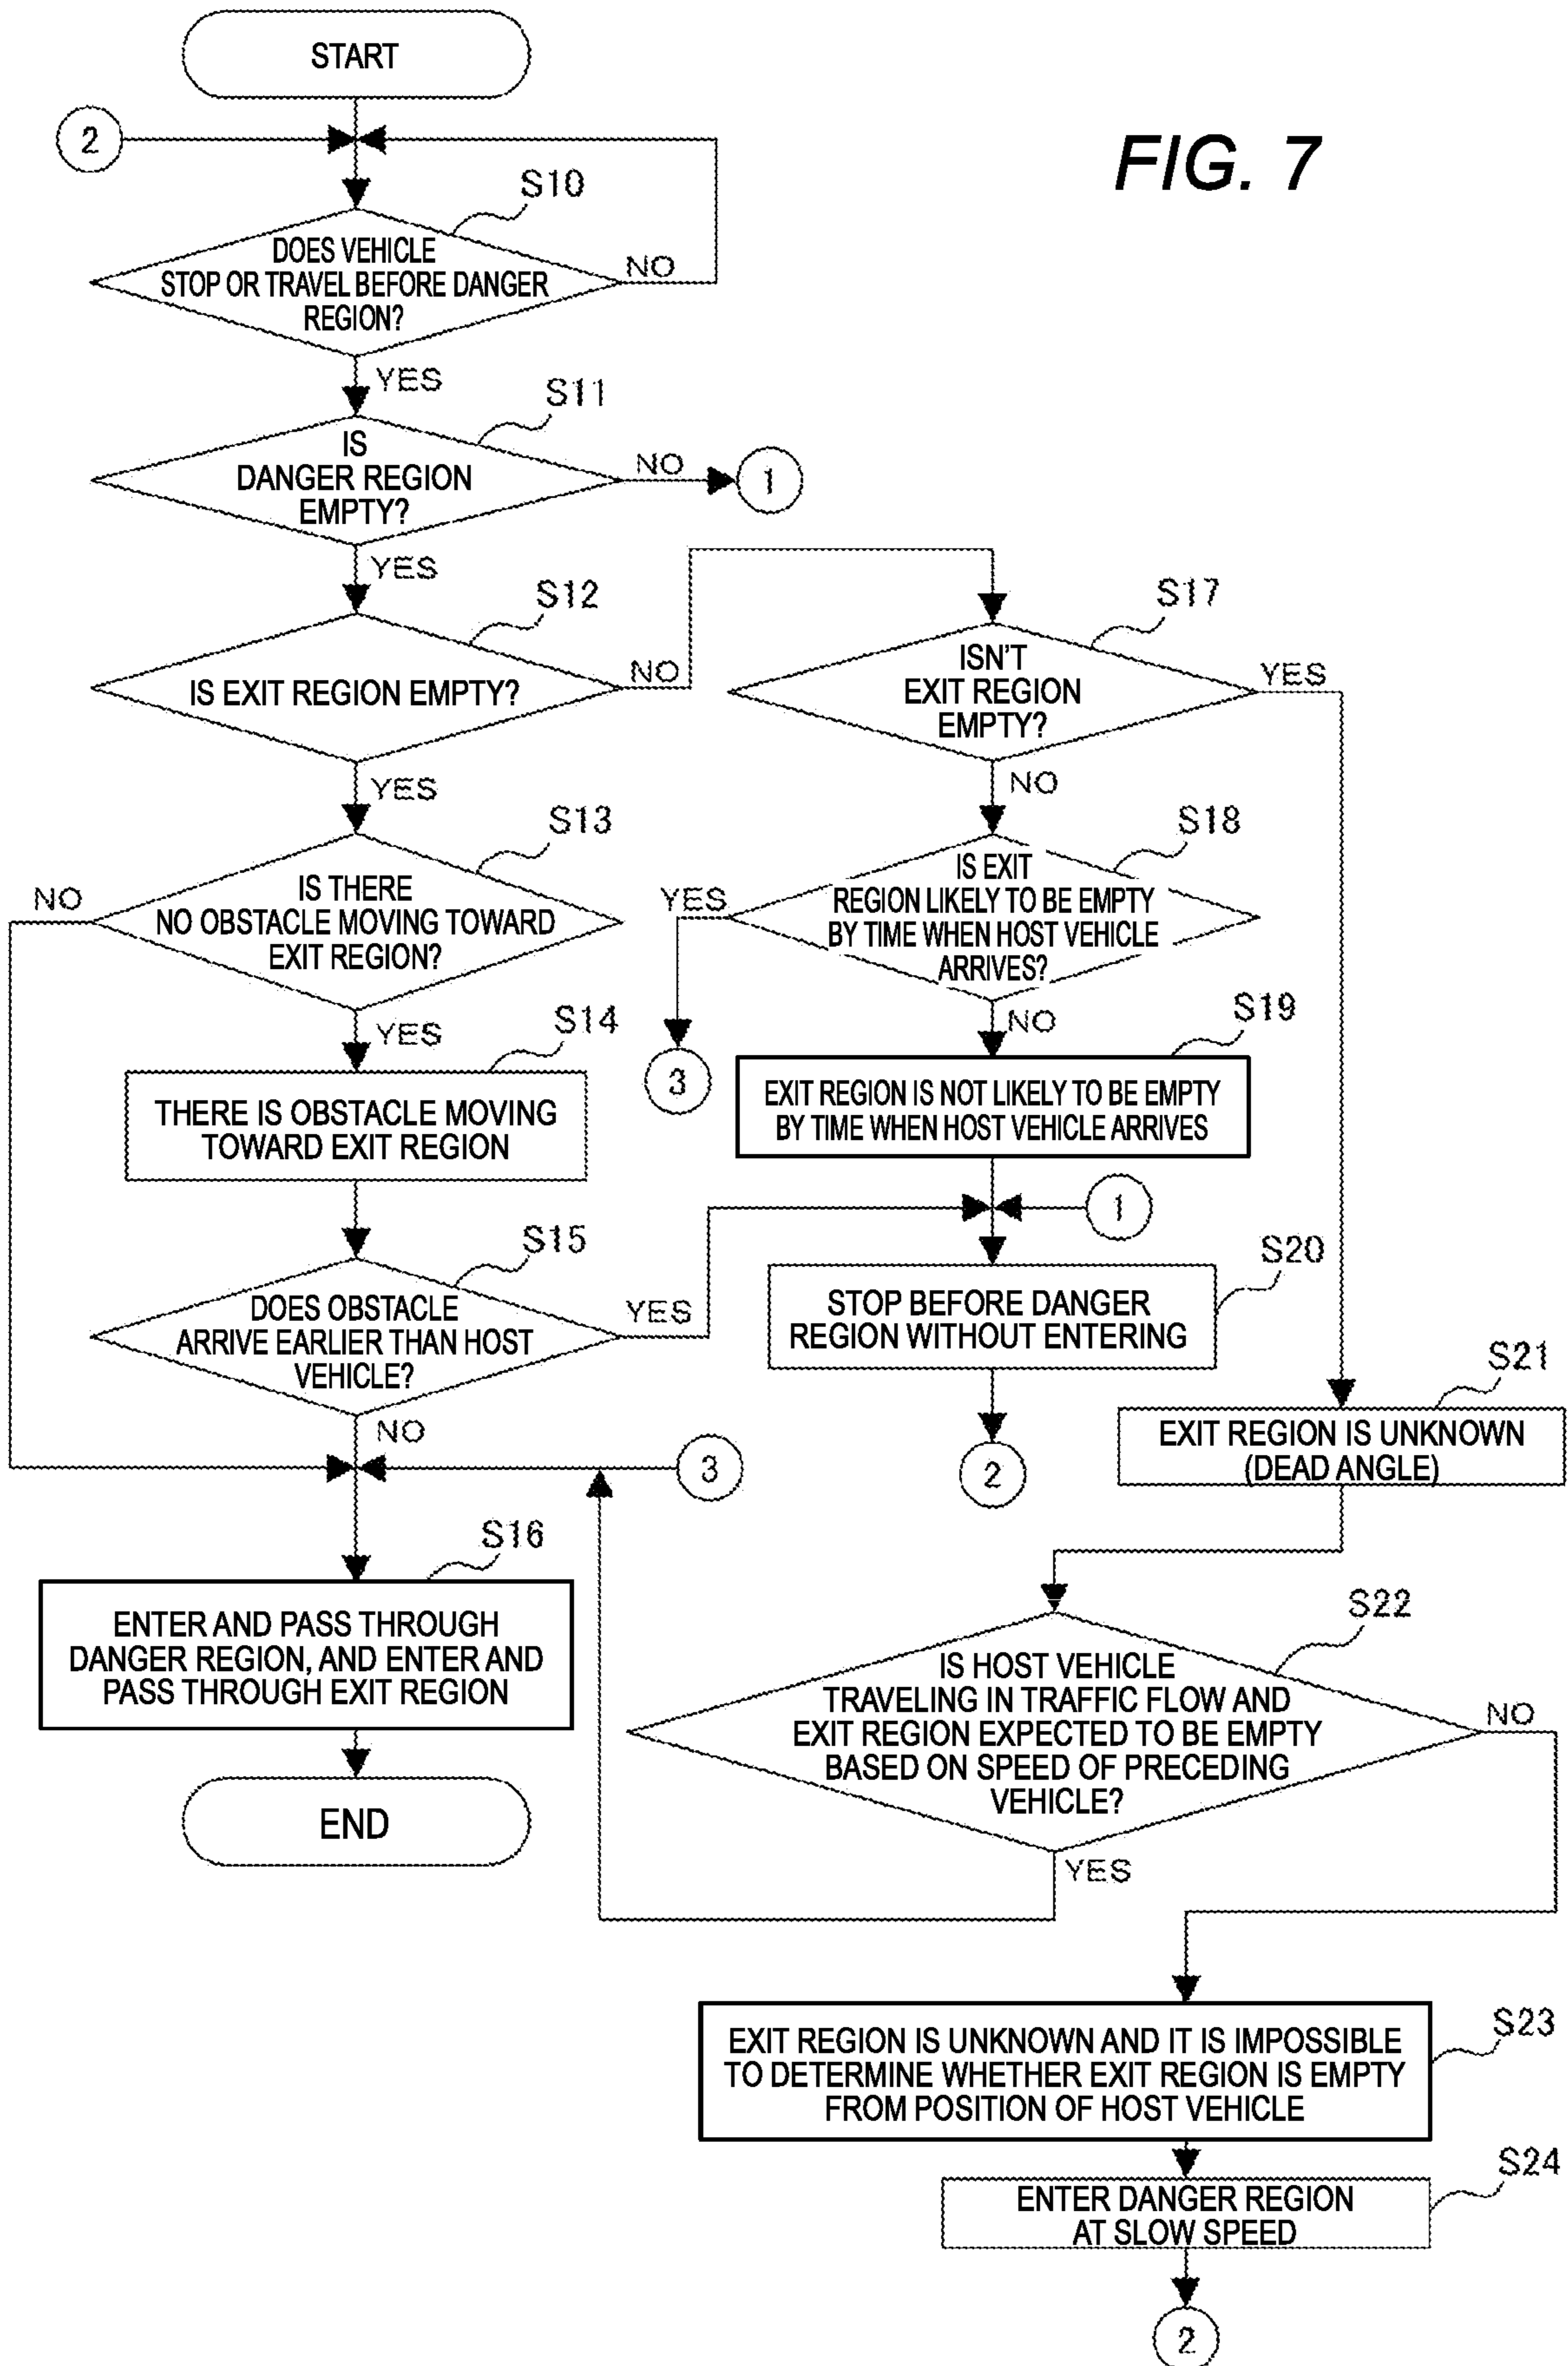 START
FIG. 7
2
S10
DOES VEHICLE
STOP OR TRAVEL BEFORE DANGER
REGION?
NO
YES
S11
IS
DANGER REGION
EMPTY?
NO
1
YES
S12
IS EXIT REGION EMPTY?
NO
YES
S17
ISN'T
EXIT REGION
EMPTY?
YES
NO
S13
IS THERE
NO OBSTACLE MOVING TOWARD
EXIT REGION?
NO
YES
S18
IS EXIT
REGION LIKELY TO BE EMPTY
BY TIME WHEN HOST VEHICLE
ARRIVES?
YES
3
NO
S14
THERE IS OBSTACLE MOVING
TOWARD EXIT REGION
S19
EXIT REGION IS NOT LIKELY TO BE EMPTY
BY TIME WHEN HOST VEHICLE ARRIVES
1
S15
DOES OBSTACLE
ARRIVE EARLIER THAN HOST
VEHICLE?
YES
NO
S20
STOP BEFORE DANGER
REGION WITHOUT ENTERING
2
3
S21
EXIT REGION IS UNKNOWN
(DEAD ANGLE)
S16
ENTER AND PASS THROUGH
DANGER REGION, AND ENTER AND
PASS THROUGH EXIT REGION
END
S22
IS HOST VEHICLE
TRAVELING IN TRAFFIC FLOW AND
EXIT REGION EXPECTED TO BE EMPTY
BASED ON SPEED OF PRECEDING
VEHICLE?
NO
YES
S23
EXIT REGION IS UNKNOWN AND IT IS IMPOSSIBLE
TO DETERMINE WHETHER EXIT REGION IS EMPTY
FROM POSITION OF HOST VEHICLE
S24
ENTER DANGER REGION
AT SLOW SPEED
2